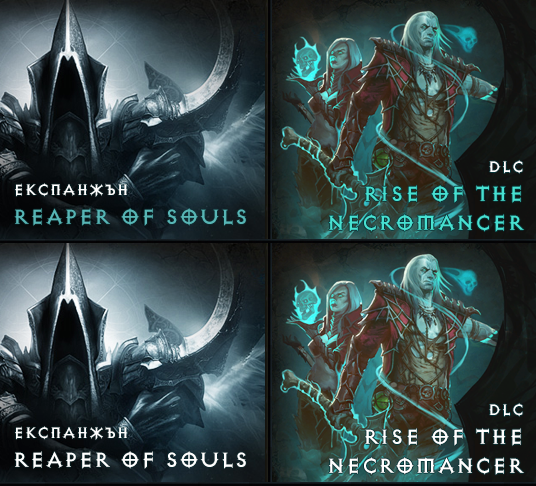 ЕКСПАНЖЪН
REAPER OF SOULS
DLC
RISE OF THE
NECROMANCER
ЕКСПАНЖЪН
REAPER OF SOULS
DLC
RISE OF THE
NECROMANCER